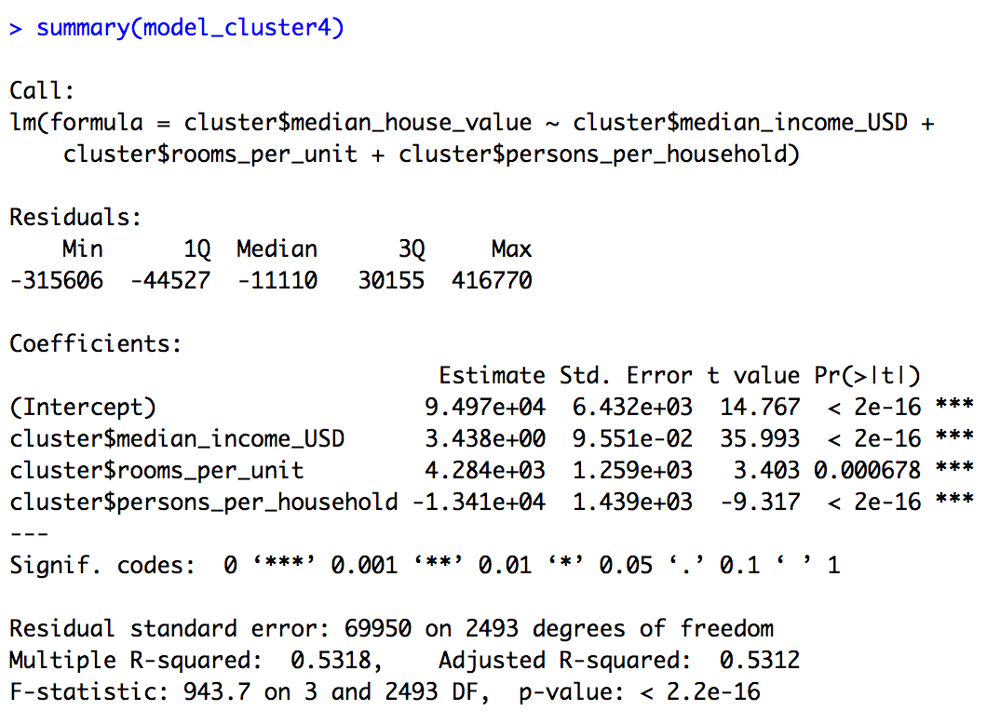 > summary(model_cluster4)
Call:
lm(formula = cluster$median_house_value ~ cluster$median_income_USD +
    cluster$rooms_per_unit + cluster$persons_per_household)
Residuals:
    Min      1Q  Median      3Q     Max
-315606  -44527  -11110   30155  416770
Coefficients:
                                Estimate Std. Error t value Pr(>|t|)
(Intercept)                    9.497e+04  6.432e+03  14.767  < 2e-16 ***
cluster$median_income_USD      3.438e+00  9.551e-02  35.993  < 2e-16 ***
cluster$rooms_per_unit         4.284e+03  1.259e+03   3.403 0.000678 ***
cluster$persons_per_household -1.341e+04  1.439e+03  -9.317  < 2e-16 ***
---
Signif. codes:  0 ‘***’ 0.001 ‘**’ 0.01 ‘*’ 0.05 ‘.’ 0.1 ‘ ’ 1
Residual standard error: 69950 on 2493 degrees of freedom
Multiple R-squared:  0.5318,    Adjusted R-squared:  0.5312
F-statistic: 943.7 on 3 and 2493 DF,  p-value: < 2.2e-16